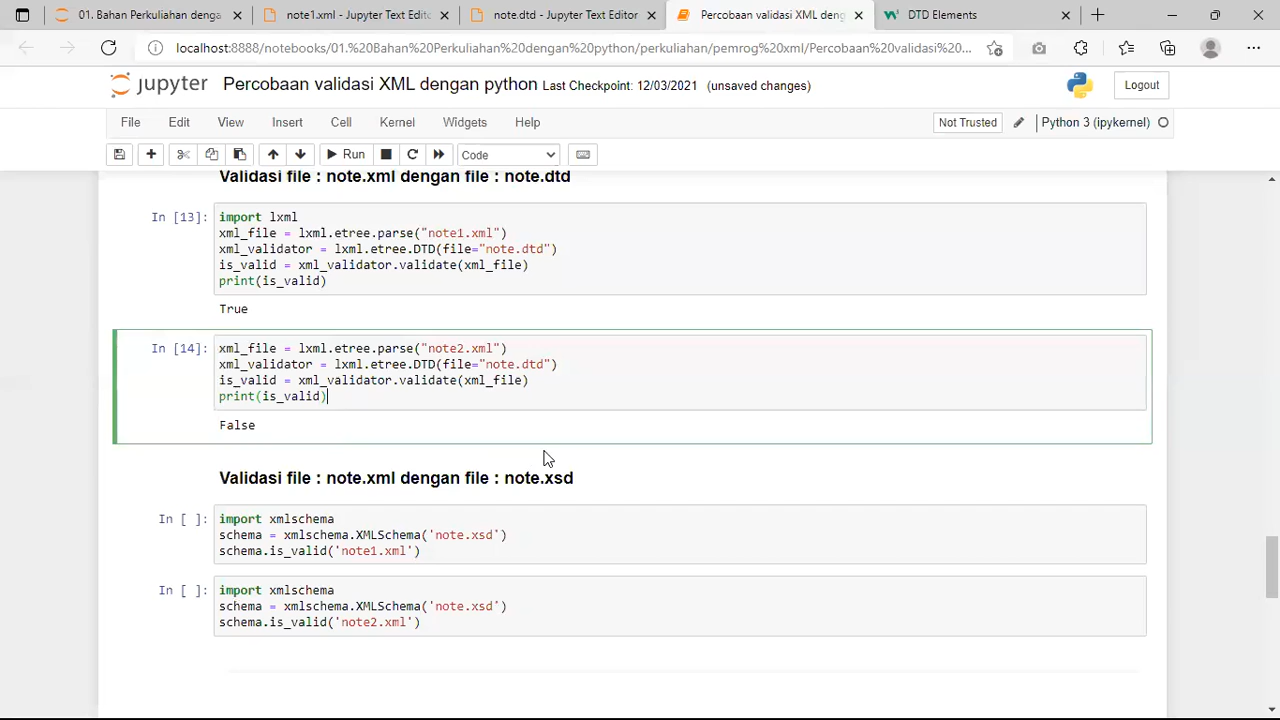 01. Bahan Perkuliahan denga
note1.xml - Jupyter Text Editor
note.dtd - Jupyter Text Editor
Percobaan validasi XML deng
DTD Elements
localhost:8888/notebooks/01.%20Bahan%20Perkuliahan%20dengan%20python/perkuliahan/pemrog%20xml/Percobaan%20validasi%20...
jupyter
Percobaan validasi XML dengan python Last Checkpoint: 12/03/2021 (unsaved changes)
Logout
File Edit View Insert Cell Kernel Widgets Help
Not Trusted
Python 3 (ipykernel)
Run
Code
Validasi file : note.xml dengan file : note.dtd
In [13]: import lxml
xml_file = lxml.etree.parse("note1.xml")
xml_validator = lxml.etree.DTD(file="note.dtd")
is_valid = xml_validator.validate(xml_file)
print(is_valid)
True
In [14]: xml_file = lxml.etree.parse("note2.xml")
xml_validator = lxml.etree.DTD(file="note.dtd")
is_valid = xml_validator.validate(xml_file)
print(is_valid)
False
Validasi file : note.xml dengan file : note.xsd
In [ ]: import xmlschema
schema = xmlschema.XMLSchema('note.xsd')
schema.is_valid('note1.xml')
In [ ]: import xmlschema
schema = xmlschema.XMLSchema('note.xsd')
schema.is_valid('note2.xml')